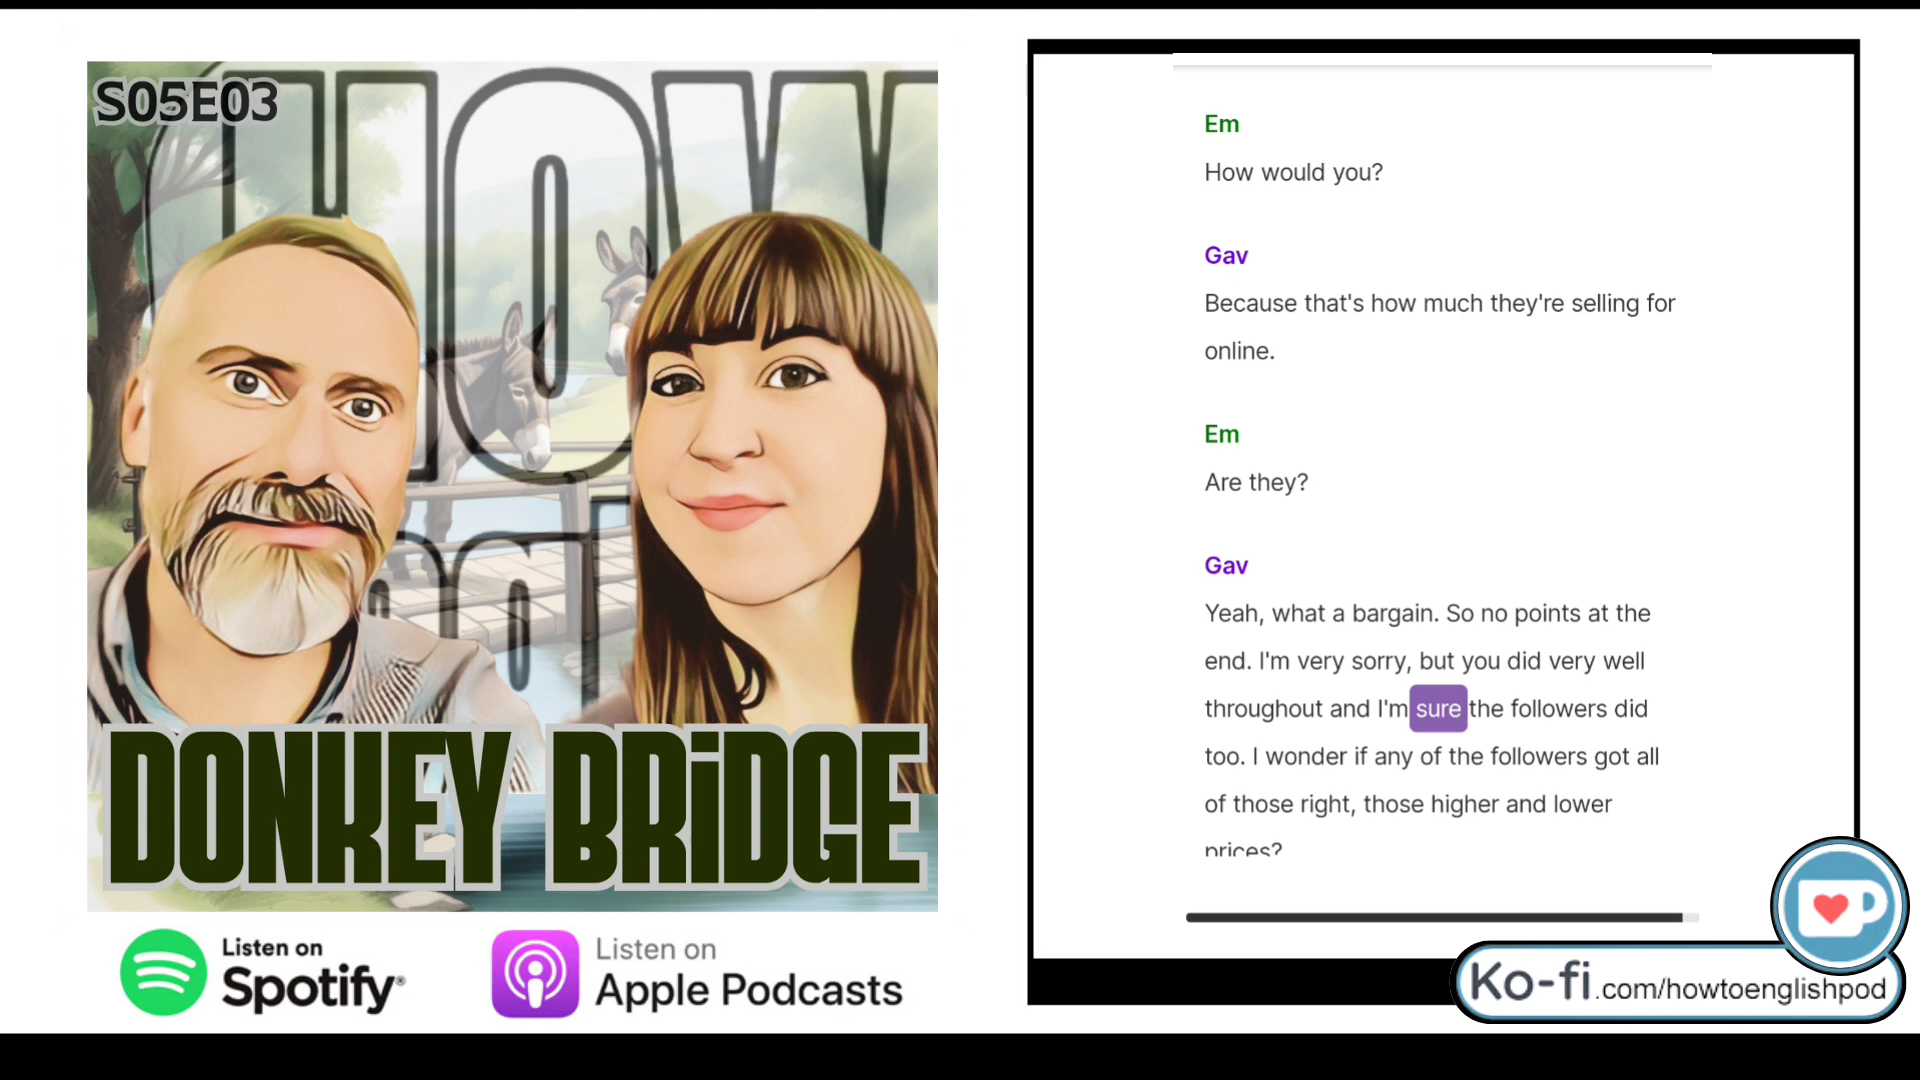 S05E03
HOW
DONKEY BRiDGE
Listen on
Spotify®
Listen on
Apple Podcasts
Em
How would you?
Gav
Because that's how much they're selling for
online.
Em
Are they?
Gav
Yeah, what a bargain. So no points at the
end. I'm very sorry, but you did very well
throughout and I'm sure the followers did
too. I wonder if any of the followers got all
of those right, those higher and lower
prices?
Ko-fi.com/howtoenglishpod